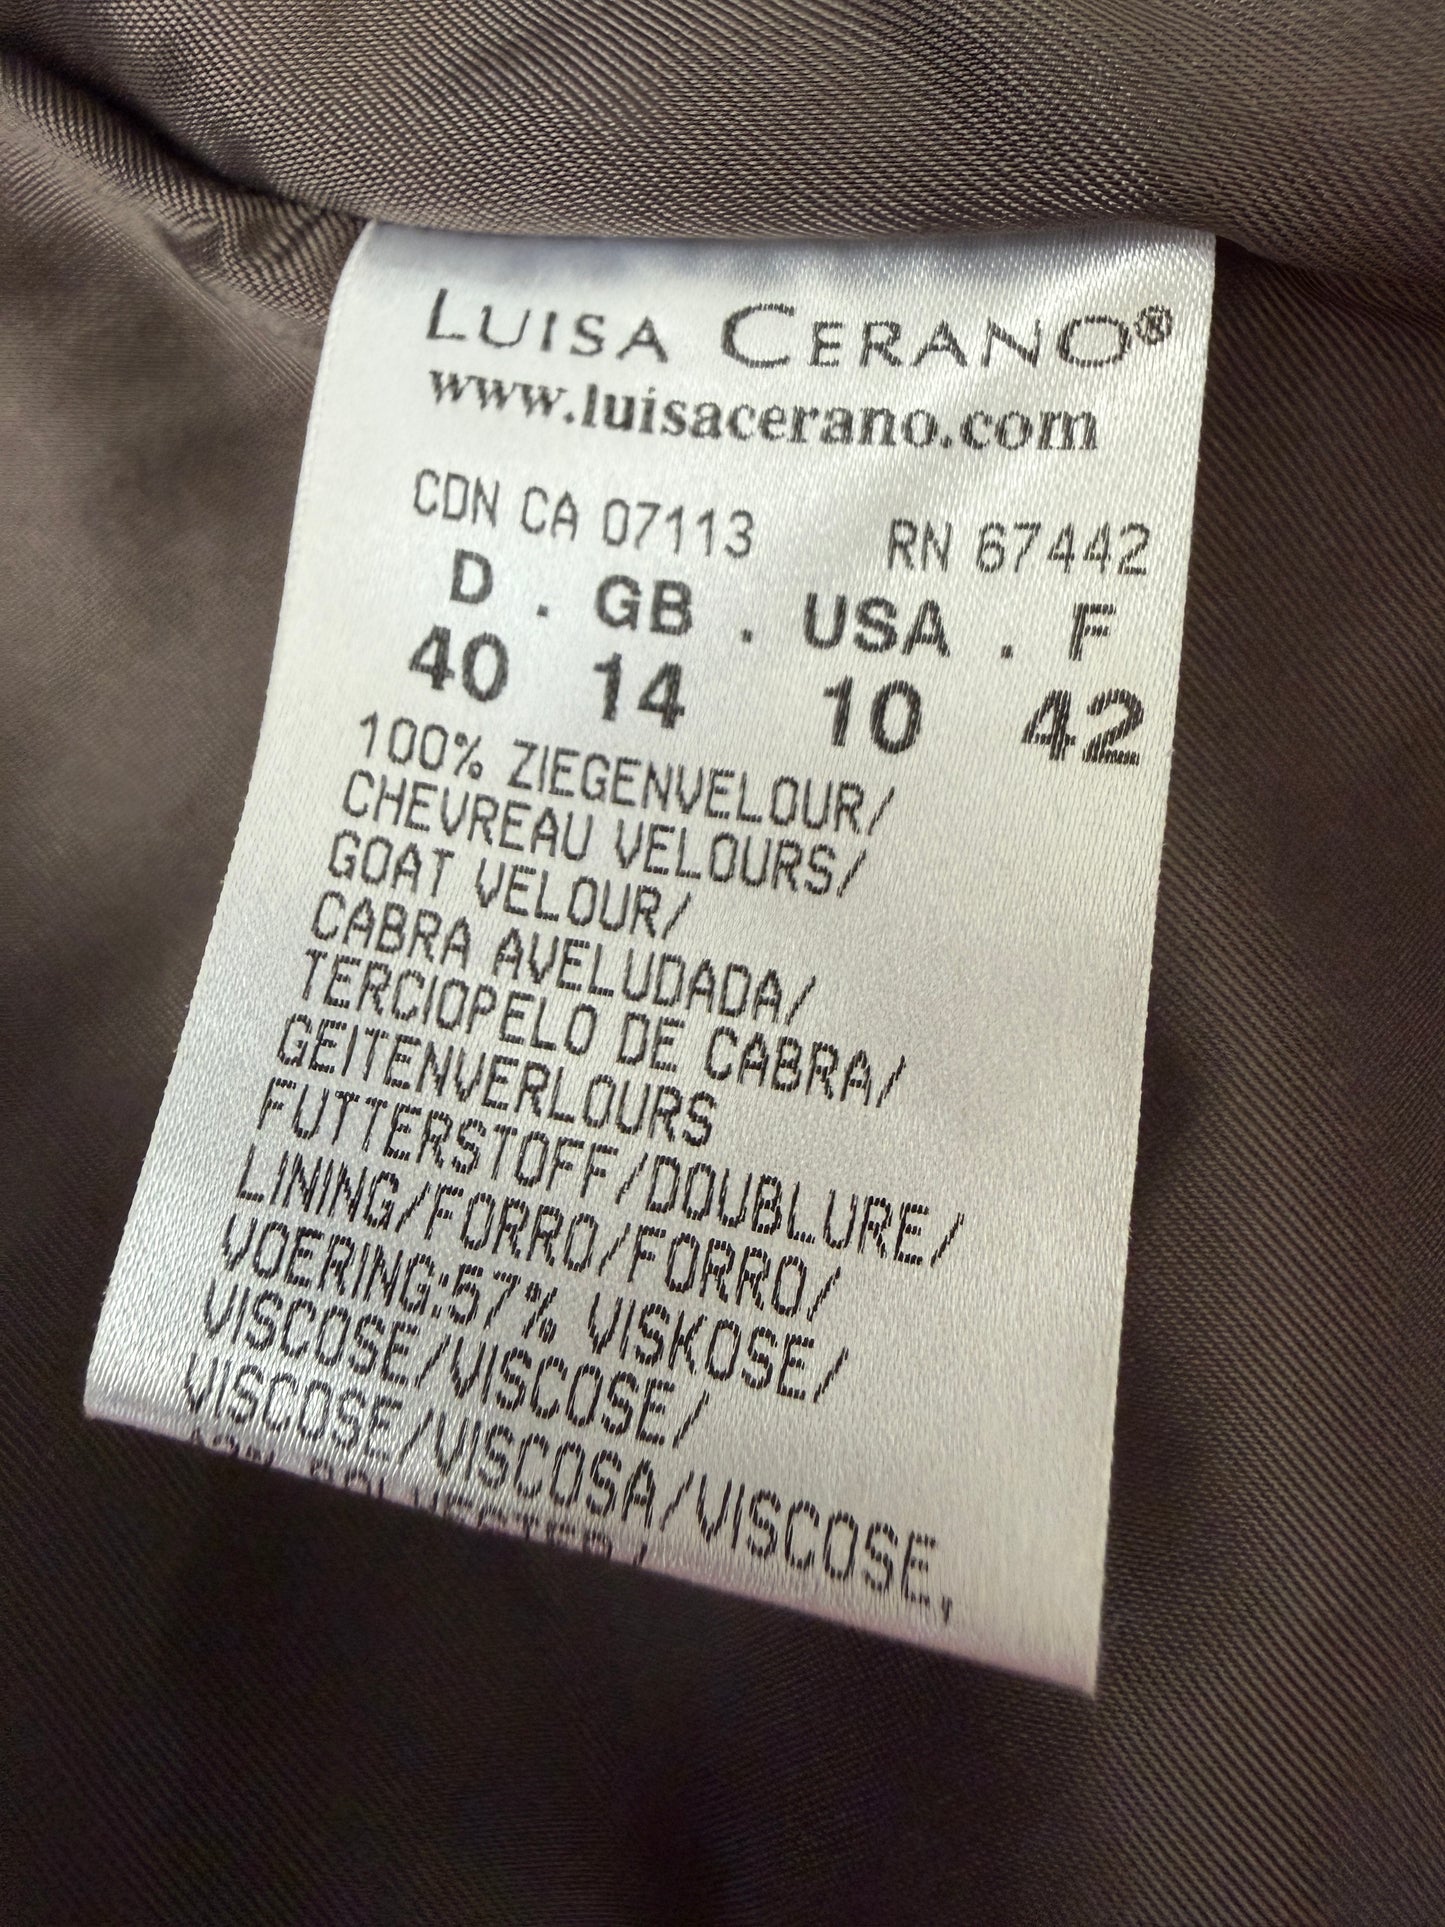 LUISA CERANO®
www.luisacerano.com
CDN CA 07113 RN 67442
D . GB . USA . F
40 14 10 42
100% ZIEGENVELOUR/
CHEVREAU VELOURS/
GOAT VELOUR/
CABRA AVELUDADA/
TERCIOPELO DE CABRA/
GEITENVERLOURS
FUTTERSTOFF/DOUBLURE/
LINING/FORRO/FORRO/
VOERING:57% VISKOSE/
VISCOSE/VISCOSE/
VISCOSE/VISCOSA/VISCOSE,